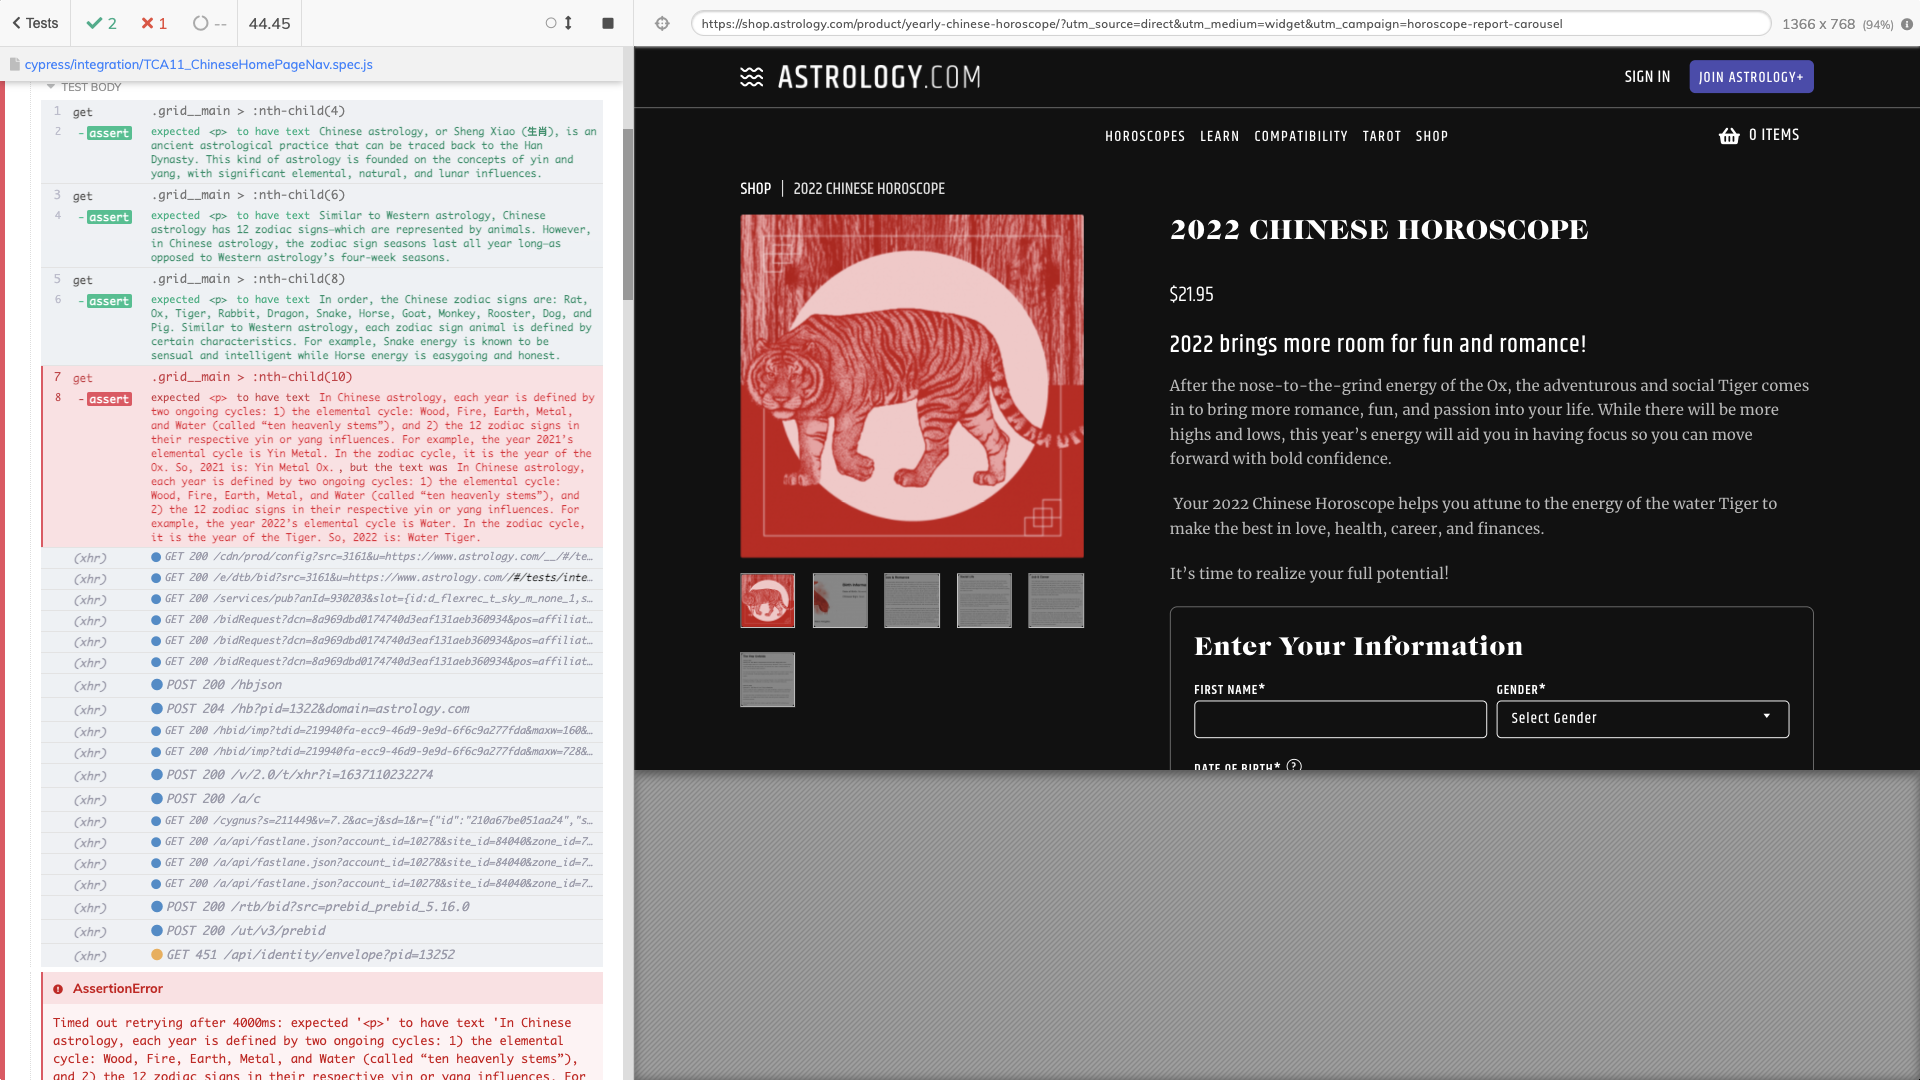 Tests
2
1
--
44.45
https://shop.astrology.com/product/yearly-chinese-horoscope/?utm_source=direct&utm_medium=widget&utm_campaign=horoscope-report-carousel
1366 x 768 (94%)
cypress/integration/TCA11_ChineseHomePageNav.spec.js
TEST BODY
1 get .grid__main > :nth-child(4)
2 -assert expected <p> to have text Chinese astrology, or Sheng Xiao (生肖), is an
ancient astrological practice that can be traced back to the Han
Dynasty. This kind of astrology is founded on the concepts of yin and
yang, with significant elemental, natural, and lunar influences.
3 get .grid__main > :nth-child(6)
4 -assert expected <p> to have text Similar to Western astrology, Chinese
astrology has 12 zodiac signs—which are represented by animals. However,
in Chinese astrology, the zodiac sign seasons last all year long—as
opposed to Western astrology’s four-week seasons.
5 get .grid__main > :nth-child(8)
6 -assert expected <p> to have text In order, the Chinese zodiac signs are: Rat,
Ox, Tiger, Rabbit, Dragon, Snake, Horse, Goat, Monkey, Rooster, Dog, and
Pig. Similar to Western astrology, each zodiac sign animal is defined by
certain characteristics. For example, Snake energy is known to be
sensual and intelligent while Horse energy is easygoing and honest.
7 get .grid__main > :nth-child(10)
8 -assert expected <p> to have text In Chinese astrology, each year is defined by
two ongoing cycles: 1) the elemental cycle: Wood, Fire, Earth, Metal,
and Water (called “ten heavenly stems”), and 2) the 12 zodiac signs in
their respective yin or yang influences. For example, the year 2021’s
elemental cycle is Yin Metal. In the zodiac cycle, it is the year of the
Ox. So, 2021 is: Yin Metal Ox. , but the text was In Chinese astrology,
each year is defined by two ongoing cycles: 1) the elemental cycle:
Wood, Fire, Earth, Metal, and Water (called “ten heavenly stems”), and
2) the 12 zodiac signs in their respective yin or yang influences. For
example, the year 2022’s elemental cycle is Water. In the zodiac cycle,
it is the year of the Tiger. So, 2022 is: Water Tiger.
(xhr) GET 200 /cdn/prod/config?src=3161&u=https://www.astrology.com/__/#/te…
(xhr) GET 200 /e/dtb/bid?src=3161&u=https://www.astrology.com/__/#/tests/inte…
(xhr) GET 200 /services/pub?anId=930203&slot={id:d_flexrec_t_sky_m_none_1,s…
(xhr) GET 200 /bidRequest?dcn=8a969dbd0174740d3eaf131aeb360934&pos=affiliat…
(xhr) GET 200 /bidRequest?dcn=8a969dbd0174740d3eaf131aeb360934&pos=affiliat…
(xhr) GET 200 /bidRequest?dcn=8a969dbd0174740d3eaf131aeb360934&pos=affiliat…
(xhr) POST 200 /hbjson
(xhr) POST 204 /hb?pid=1322&domain=astrology.com
(xhr) GET 200 /hbid/imp?tdid=219940fa-ecc9-46d9-9e9d-6f6c9a277fda&maxw=160&…
(xhr) GET 200 /hbid/imp?tdid=219940fa-ecc9-46d9-9e9d-6f6c9a277fda&maxw=728&…
(xhr) POST 200 /v/2.0/t/xhr?i=1637110232274
(xhr) POST 200 /a/c
(xhr) GET 200 /cygnus?s=211449&v=7.2&ac=j&sd=1&r={"id":"210a67be051aa24","s…
(xhr) GET 200 /a/api/fastlane.json?account_id=10278&site_id=84040&zone_id=7…
(xhr) GET 200 /a/api/fastlane.json?account_id=10278&site_id=84040&zone_id=7…
(xhr) GET 200 /a/api/fastlane.json?account_id=10278&site_id=84040&zone_id=7…
(xhr) POST 200 /rtb/bid?src=prebid_prebid_5.16.0
(xhr) POST 200 /ut/v3/prebid
(xhr) GET 451 /api/identity/envelope?pid=13252
AssertionError
Timed out retrying after 4000ms: expected '<p>' to have text 'In Chinese
astrology, each year is defined by two ongoing cycles: 1) the elemental
cycle: Wood, Fire, Earth, Metal, and Water (called “ten heavenly stems”),
and 2) the 12 zodiac signs in their respective yin or yang influences. For
ASTROLOGY.COM
SIGN IN
JOIN ASTROLOGY+
HOROSCOPES LEARN COMPATIBILITY TAROT SHOP
0 ITEMS
SHOP | 2022 CHINESE HOROSCOPE
2022 CHINESE HOROSCOPE
$21.95
2022 brings more room for fun and romance!
After the nose-to-the-grind energy of the Ox, the adventurous and social Tiger comes
in to bring more romance, fun, and passion into your life. While there will be more
highs and lows, this year’s energy will aid you in having focus so you can move
forward with bold confidence.
Your 2022 Chinese Horoscope helps you attune to the energy of the water Tiger to
make the best in love, health, career, and finances.
It’s time to realize your full potential!
Enter Your Information
FIRST NAME*
GENDER*
Select Gender
DATE OF BIRTH* ?